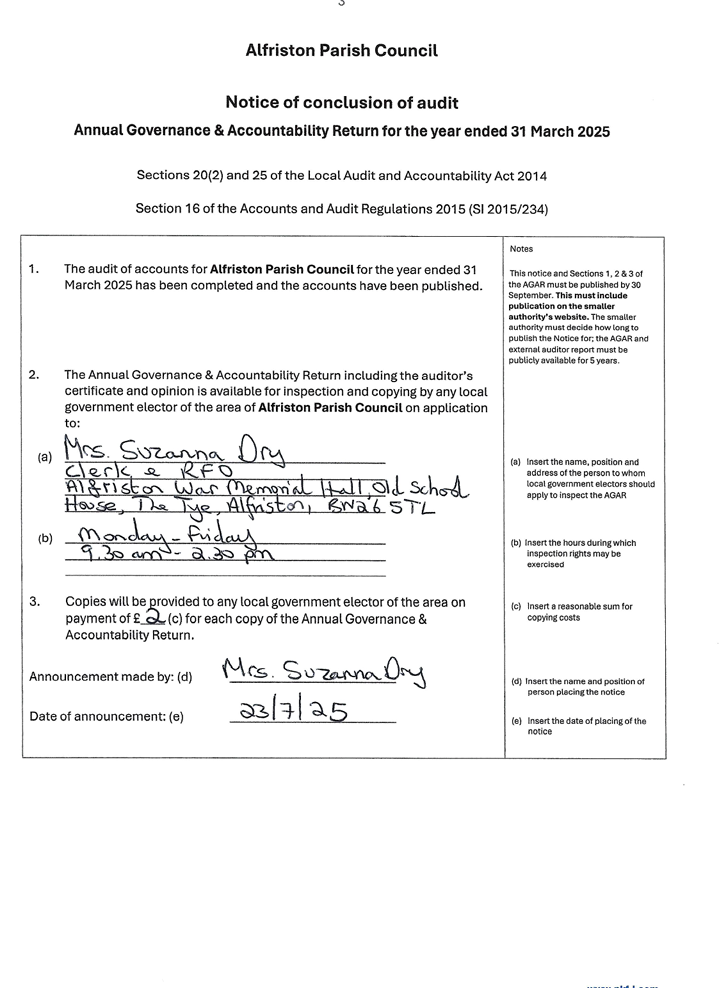 3
Alfriston Parish Council
Notice of conclusion of audit
Annual Governance & Accountability Return for the year ended 31 March 2025
Sections 20(2) and 25 of the Local Audit and Accountability Act 2014
Section 16 of the Accounts and Audit Regulations 2015 (SI 2015/234)
1. The audit of accounts for Alfriston Parish Council for the year ended 31
March 2025 has been completed and the accounts have been published.
2. The Annual Governance & Accountability Return including the auditor's
certificate and opinion is available for inspection and copying by any local
government elector of the area of Alfriston Parish Council on application
to:
(a) Mrs. Suzanna Dry
Clerk & RFO
Alfriston War Memorial Hall, Old School
House, The Tye, Alfriston, BN26 5TL
(b) Monday - Friday
9.30 am - 2.30 pm
3. Copies will be provided to any local government elector of the area on
payment of £ 2 (c) for each copy of the Annual Governance &
Accountability Return.
Announcement made by: (d) Mrs. Suzanna Dry
Date of announcement: (e) 23/7/25
Notes
This notice and Sections 1, 2 & 3 of
the AGAR must be published by 30
September. This must include
publication on the smaller
authority's website. The smaller
authority must decide how long to
publish the Notice for; the AGAR and
external auditor report must be
publicly available for 5 years.
(a) Insert the name, position and
address of the person to whom
local government electors should
apply to inspect the AGAR
(b) Insert the hours during which
inspection rights may be
exercised
(c) Insert a reasonable sum for
copying costs
(d) Insert the name and position of
person placing the notice
(e) Insert the date of placing of the
notice